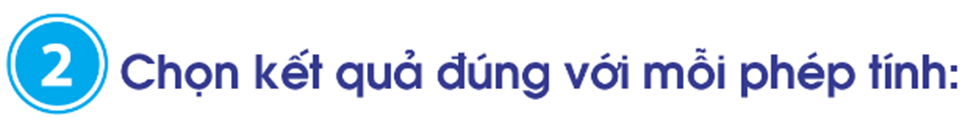 2 Chọn kết quả đúng với mỗi phép tính: